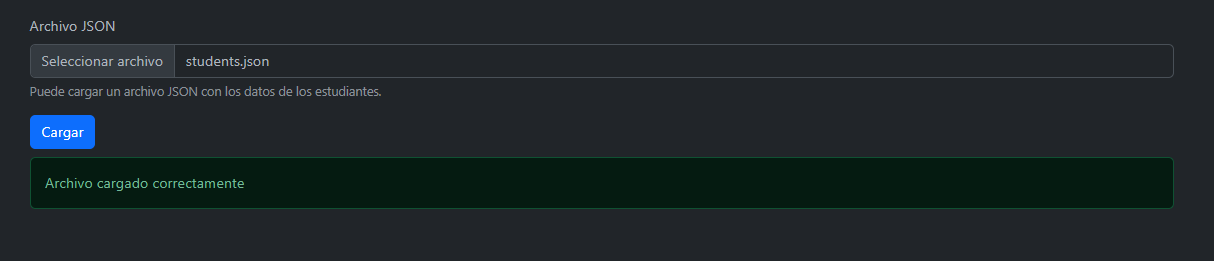 Archivo JSON
Seleccionar archivo students.json
Puede cargar un archivo JSON con los datos de los estudiantes.
Cargar
Archivo cargado correctamente